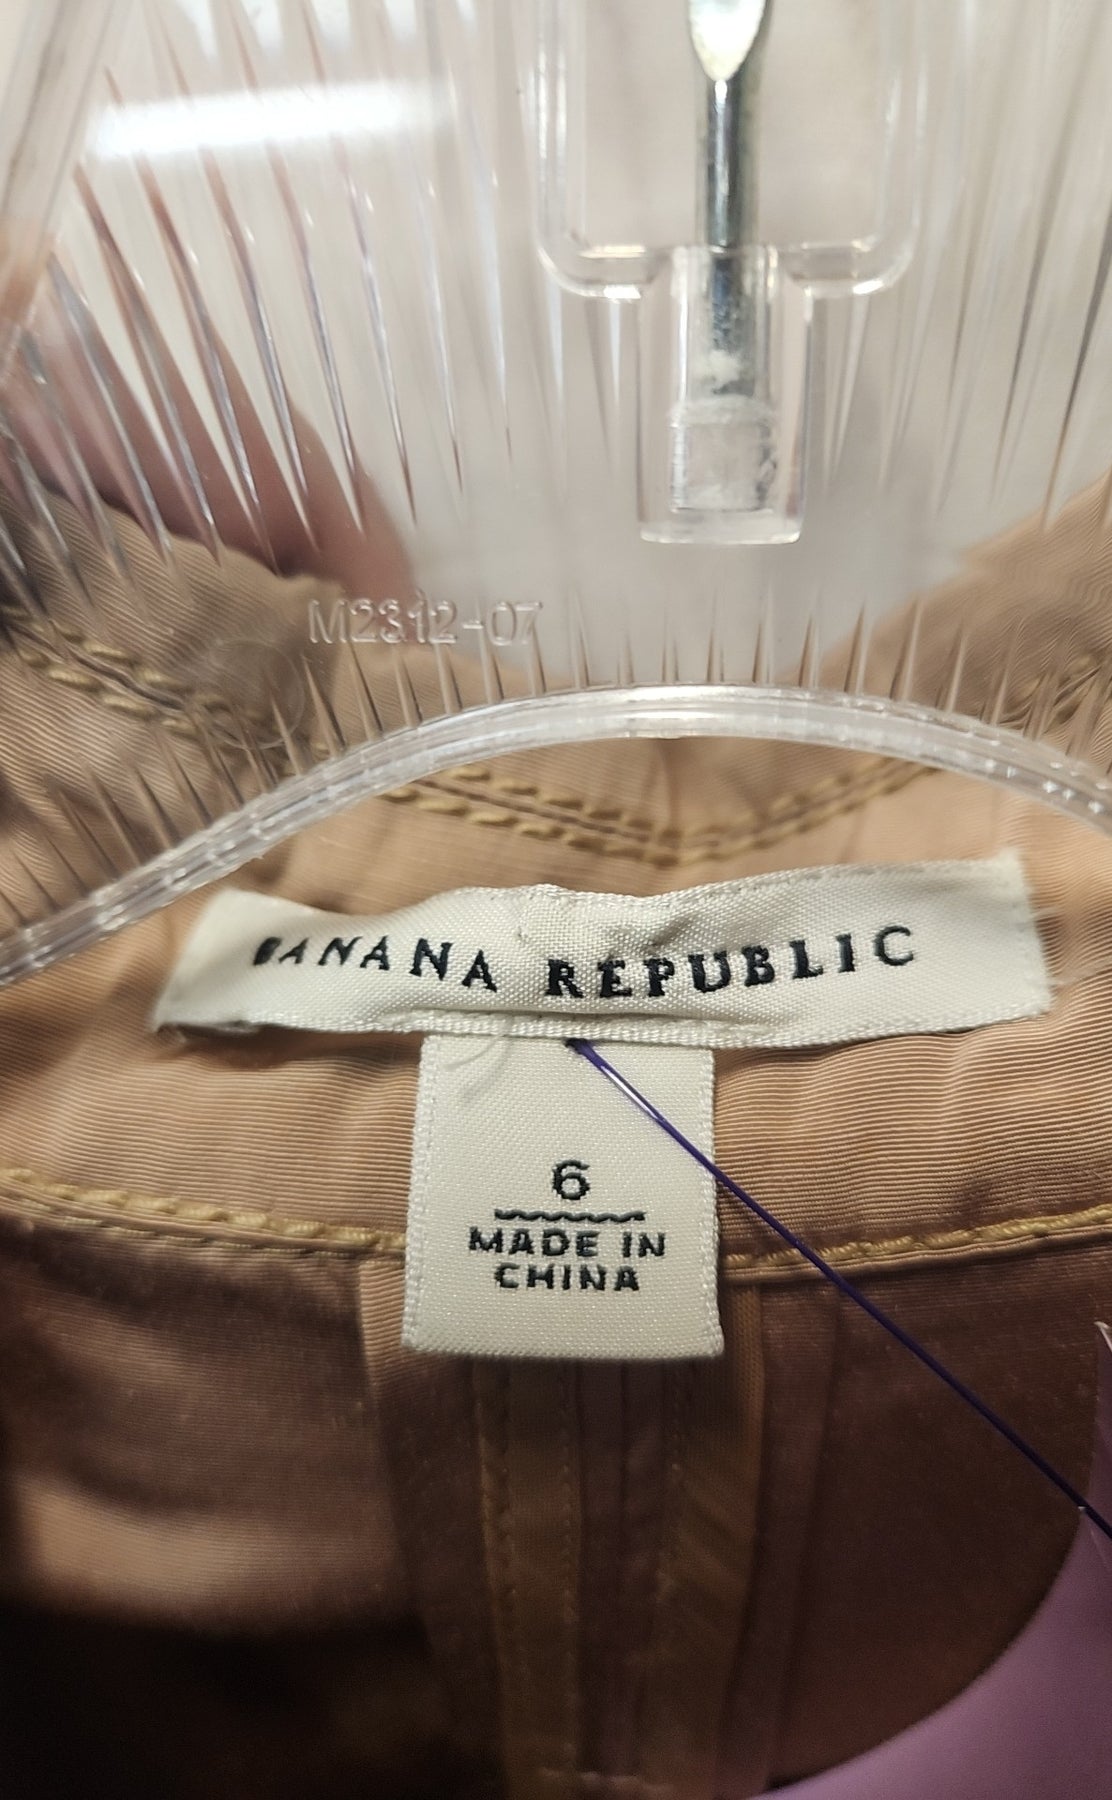 M2312-07
BANANA REPUBLIC
6
MADE IN
CHINA